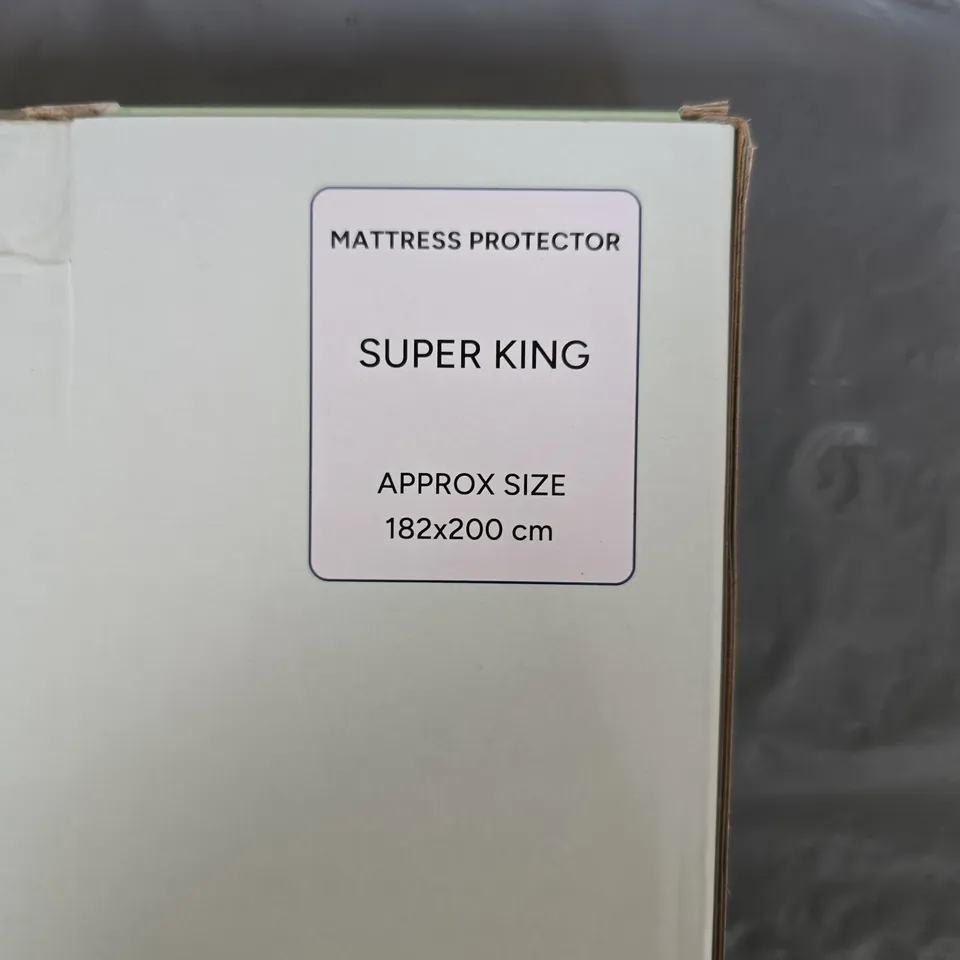 MATTRESS PROTECTOR
SUPER KING
APPROX SIZE
182x200 cm